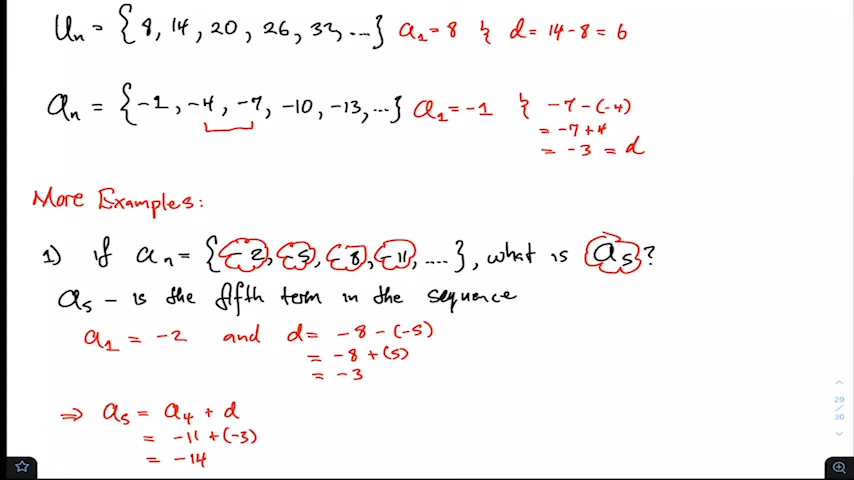 Un = {8, 14, 20, 26, 32, ...} a₁ = 8 & d = 14 - 8 = 6
an = {-1, -4, -7, -10, -13, ...} a₁ = -1 & -7 - (-4)
= -7 + 4
= -3 = d
More Examples:
1) if an = {-2, -5, -8, -11, ....}, what is a₅?
a₅ - is the fifth term in the sequence
a₁ = -2 and d = -8 - (-5)
= -8 + (5)
= -3
⇒ a₅ = a₄ + d
= -11 + (-3)
= -14
29
/
30